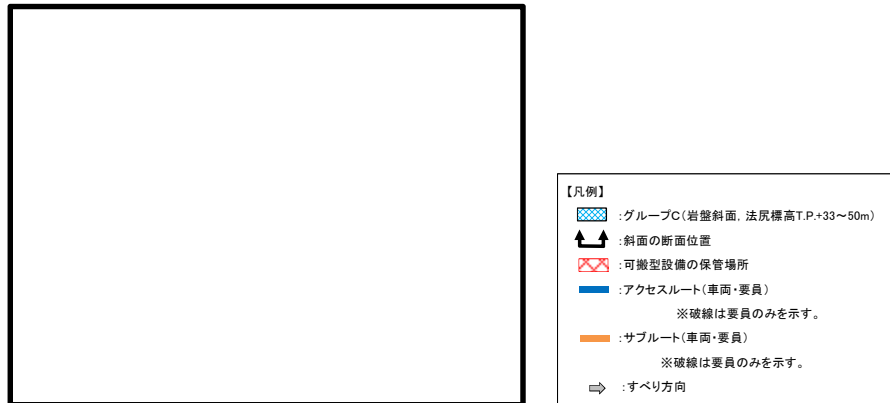 【凡例】
:グループC(岩盤斜面，法尻標高T.P.+33～50m)
:斜面の断面位置
:可搬型設備の保管場所
:アクセスルート(車両・要員)
※破線は要員のみを示す。
:サブルート(車両・要員)
※破線は要員のみを示す。
:すべり方向